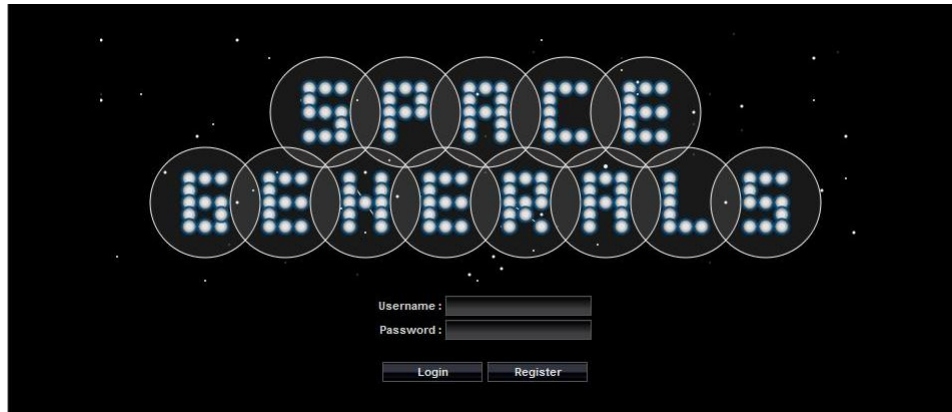 SPACE
GENERALS
Username :
Password :
Login
Register